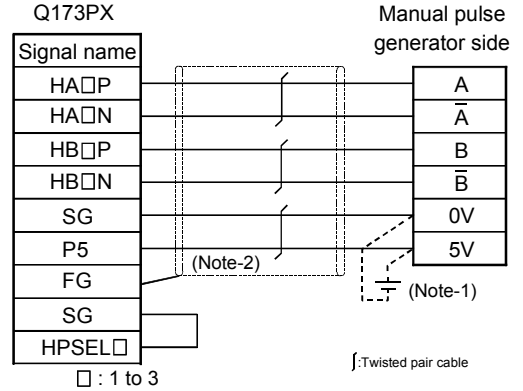 Q173PX
Manual pulse
generator side
Signal name
HA□P
A
HA□N
A̅
HB□P
B
HB□N
B̅
SG
0V
P5
5V
(Note-2)
FG
(Note-1)
SG
HPSEL□
□ : 1 to 3
:Twisted pair cable